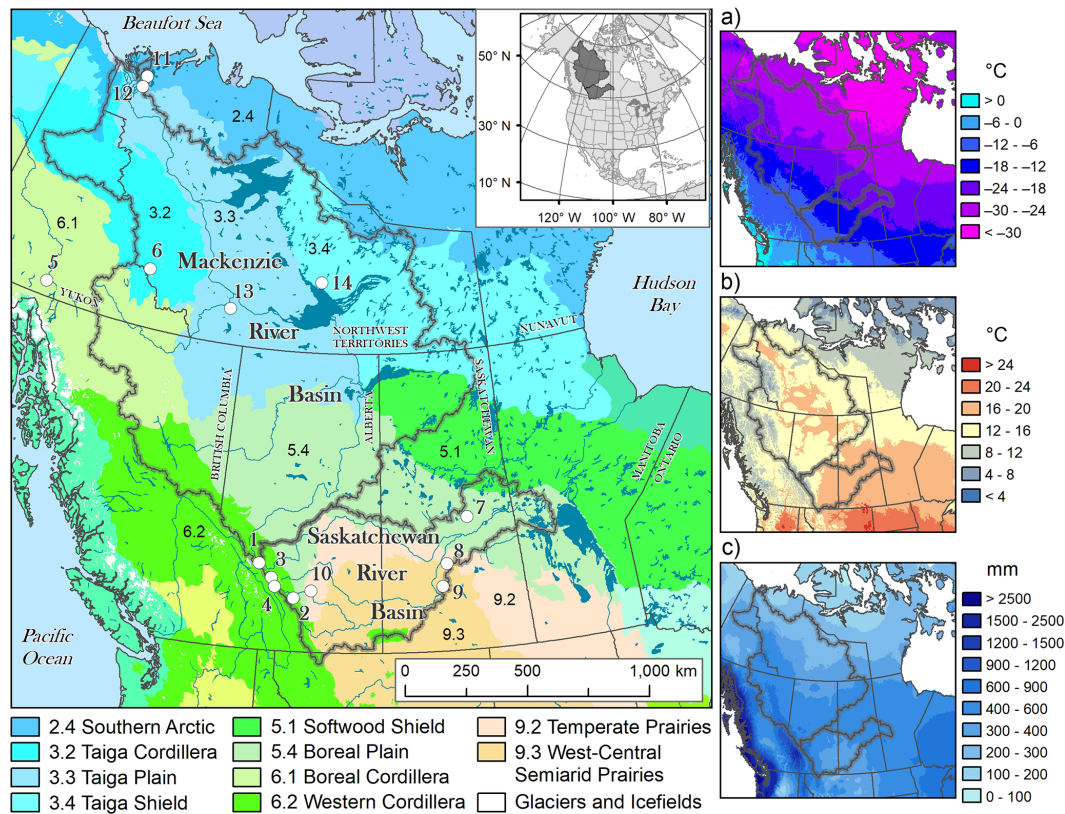 Beaufort Sea
11
12
2.4
3.2
3.3
6.1
3.4
6
Mackenzie
5
14
YUKON
13
River
NORTHWEST
TERRITORIES
NUNAVUT
Hudson
Bay
Basin
BRITISH COLUMBIA
ALBERTA
SASKATCHEWAN
MANITOBA
ONTARIO
5.4
5.1
6.2
7
Saskatchewan
1
3
8
10
River
9
4
2
Basin
9.2
9.3
Pacific
Ocean
0 250 500 1,000 km
50° N
30° N
10° N
120° W 100° W 80° W
a)
°C
> 0
–6 - 0
–12 - –6
–18 - –12
–24 - –18
–30 - –24
< –30
b)
°C
> 24
20 - 24
16 - 20
12 - 16
8 - 12
4 - 8
< 4
c)
mm
> 2500
1500 - 2500
1200 - 1500
900 - 1200
600 - 900
400 - 600
300 - 400
200 - 300
100 - 200
0 - 100
2.4 Southern Arctic
3.2 Taiga Cordillera
3.3 Taiga Plain
3.4 Taiga Shield
5.1 Softwood Shield
5.4 Boreal Plain
6.1 Boreal Cordillera
6.2 Western Cordillera
9.2 Temperate Prairies
9.3 West-Central
Semiarid Prairies
Glaciers and Icefields